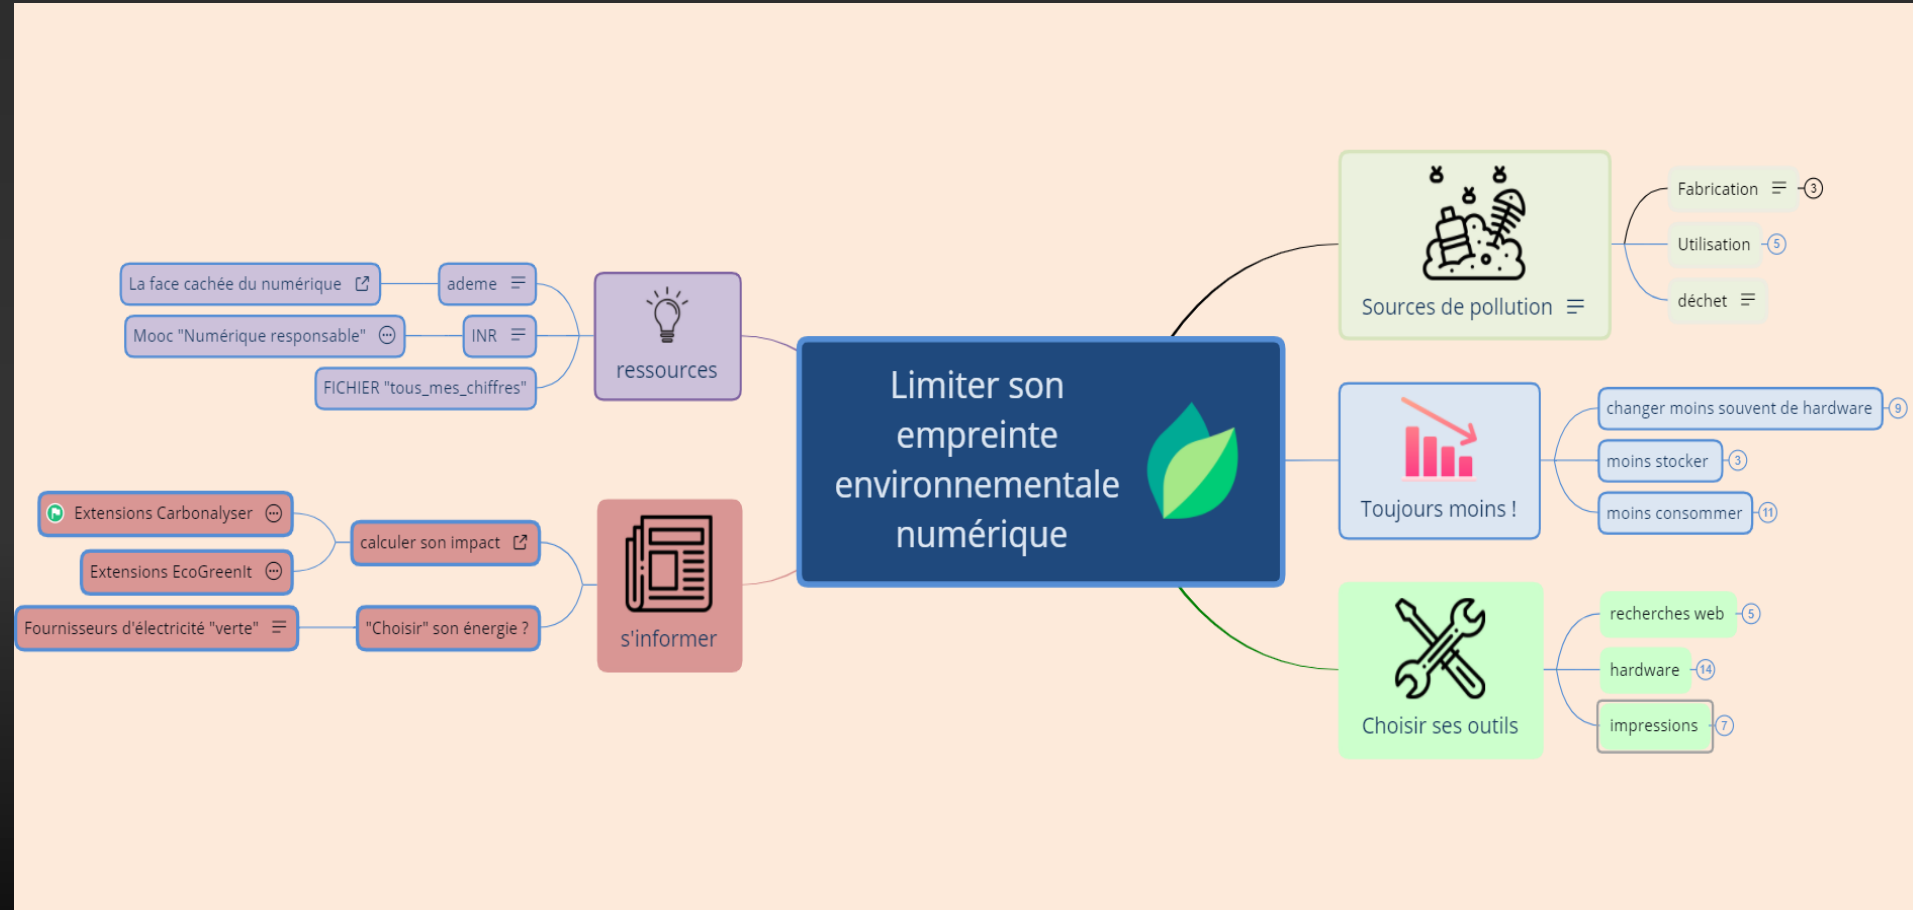 Limiter son
empreinte
environnementale
numérique
Sources de pollution
Fabrication
3
Utilisation
5
déchet
Toujours moins !
changer moins souvent de hardware
9
moins stocker
3
moins consommer
11
Choisir ses outils
recherches web
5
hardware
14
impressions
7
ressources
ademe
La face cachée du numérique
INR
Mooc "Numérique responsable"
FICHIER "tous_mes_chiffres"
s'informer
calculer son impact
Extensions Carbonalyser
Extensions EcoGreenIt
"Choisir" son énergie ?
Fournisseurs d'électricité "verte"